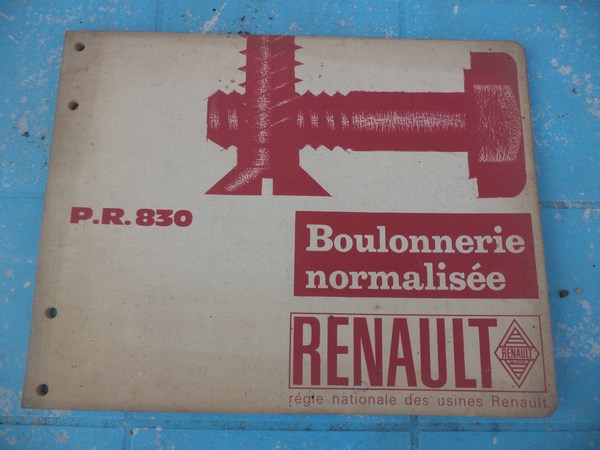 P.R. 830
Boulonnerie
normalisée
RENAULT
RENAULT
régie nationale des usines Renault